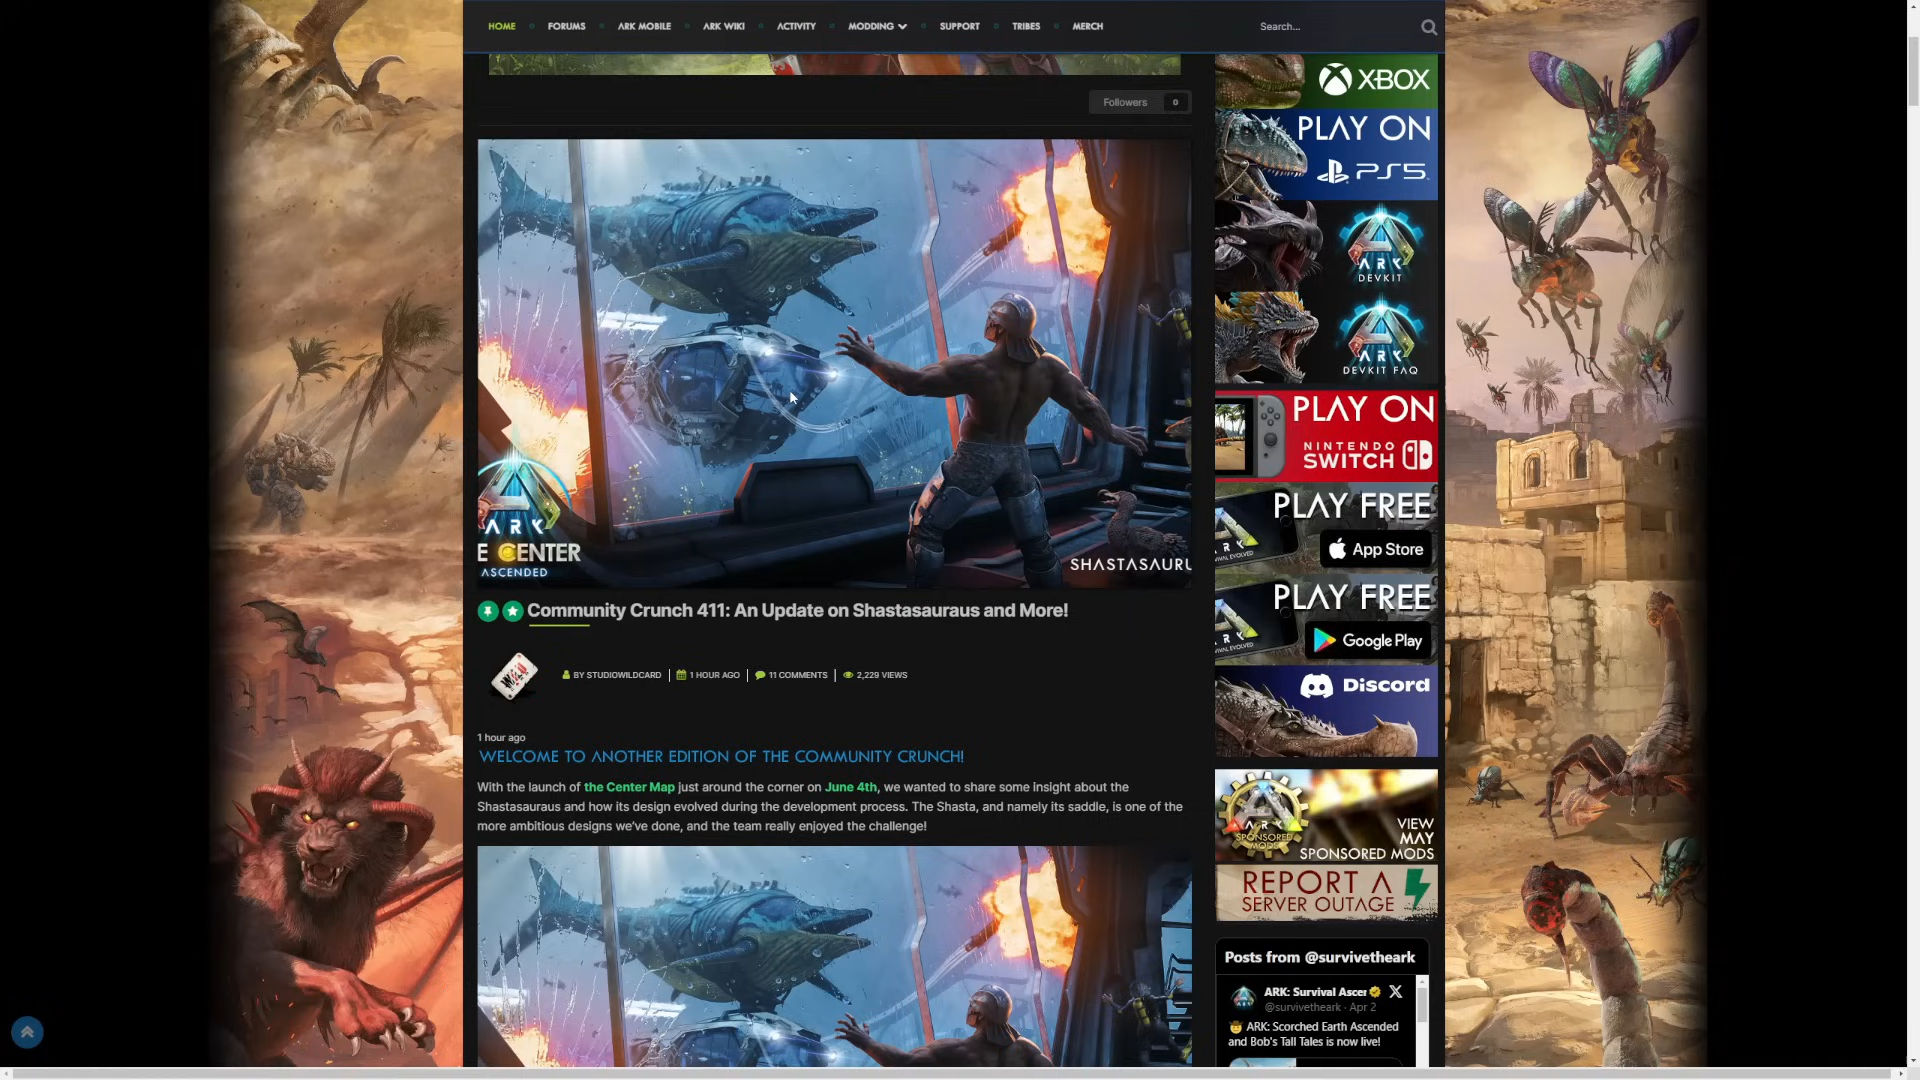 HOME
FORUMS
ARK MOBILE
ARK WIKI
ACTIVITY
MODDING
SUPPORT
TRIBES
MERCH
Search...
Followers
0
ARK
E CENTER
ASCENDED
SHASTASAURU
Community Crunch 411: An Update on Shastasauraus and More!
WILD
BY STUDIOWILDCARD
1 HOUR AGO
11 COMMENTS
2,229 VIEWS
1 hour ago
WELCOME TO ANOTHER EDITION OF THE COMMUNITY CRUNCH!
With the launch of the Center Map just around the corner on June 4th, we wanted to share some insight about the
Shastasauraus and how its design evolved during the development process. The Shasta, and namely its saddle, is one of the
more ambitious designs we've done, and the team really enjoyed the challenge!
XBOX
PLAY ON
PS5
ARK
DEVKIT
ARK
DEVKIT FAQ
PLAY ON
NINTENDO
SWITCH
PLAY FREE
App Store
PLAY FREE
Google Play
Discord
ARK
SPONSORED
MODS
VIEW
MAY
SPONSORED MODS
REPORT A
SERVER OUTAGE
Posts from @survivetheark
ARK: Survival Ascer
@survivetheark · Apr 2
🤠 ARK: Scorched Earth Ascended
and Bob's Tall Tales is now live!